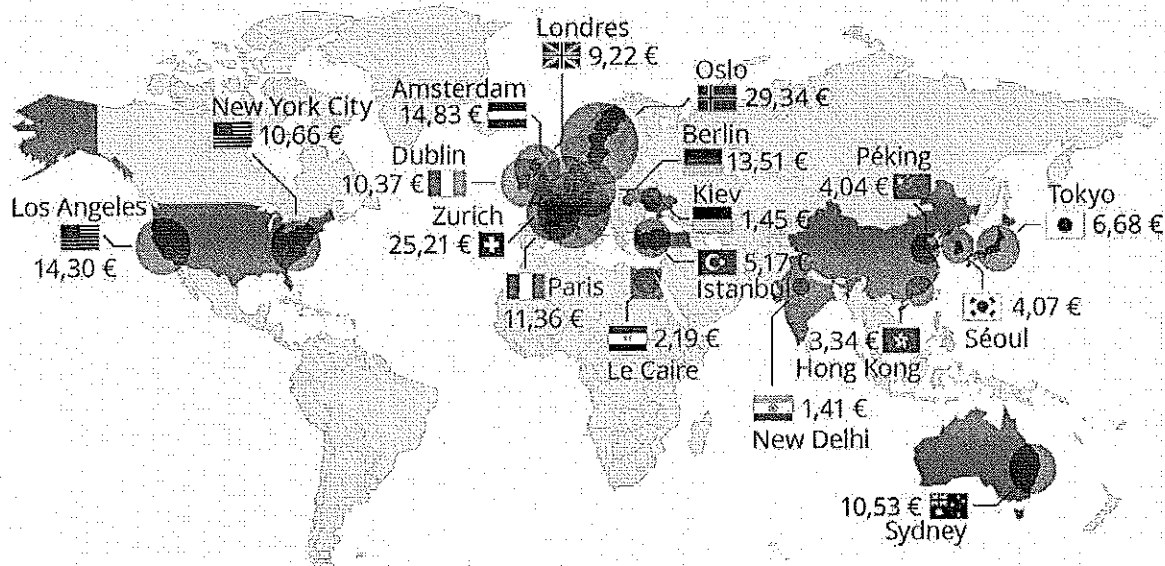 Londres
9,22 €
Oslo
29,34 €
Amsterdam
14,83 €
New York City
10,66 €
Berlin
13,51 €
Dublin
10,37 €
Péking
4,04 €
Los Angeles
14,30 €
Zurich
25,21 €
Kiev
1,45 €
Tokyo
6,68 €
5,17 €
Istanbul
Paris
11,36 €
2,19 €
Le Caire
4,07 €
Séoul
3,34 €
Hong Kong
1,41 €
New Delhi
10,53 €
Sydney